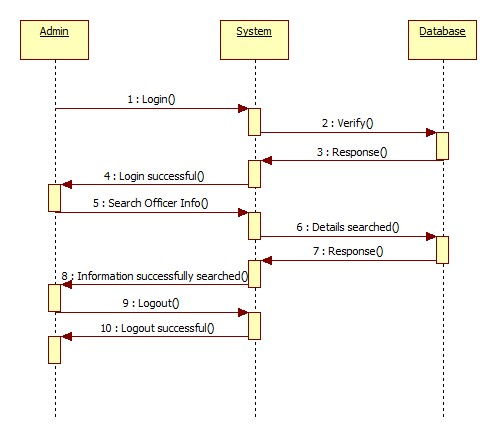 Admin
System
Database
1 : Login()
2 : Verify()
3 : Response()
4 : Login successful()
5 : Search Officer Info()
6 : Details searched()
7 : Response()
8 : Information successfully searched()
9 : Logout()
10 : Logout successful()